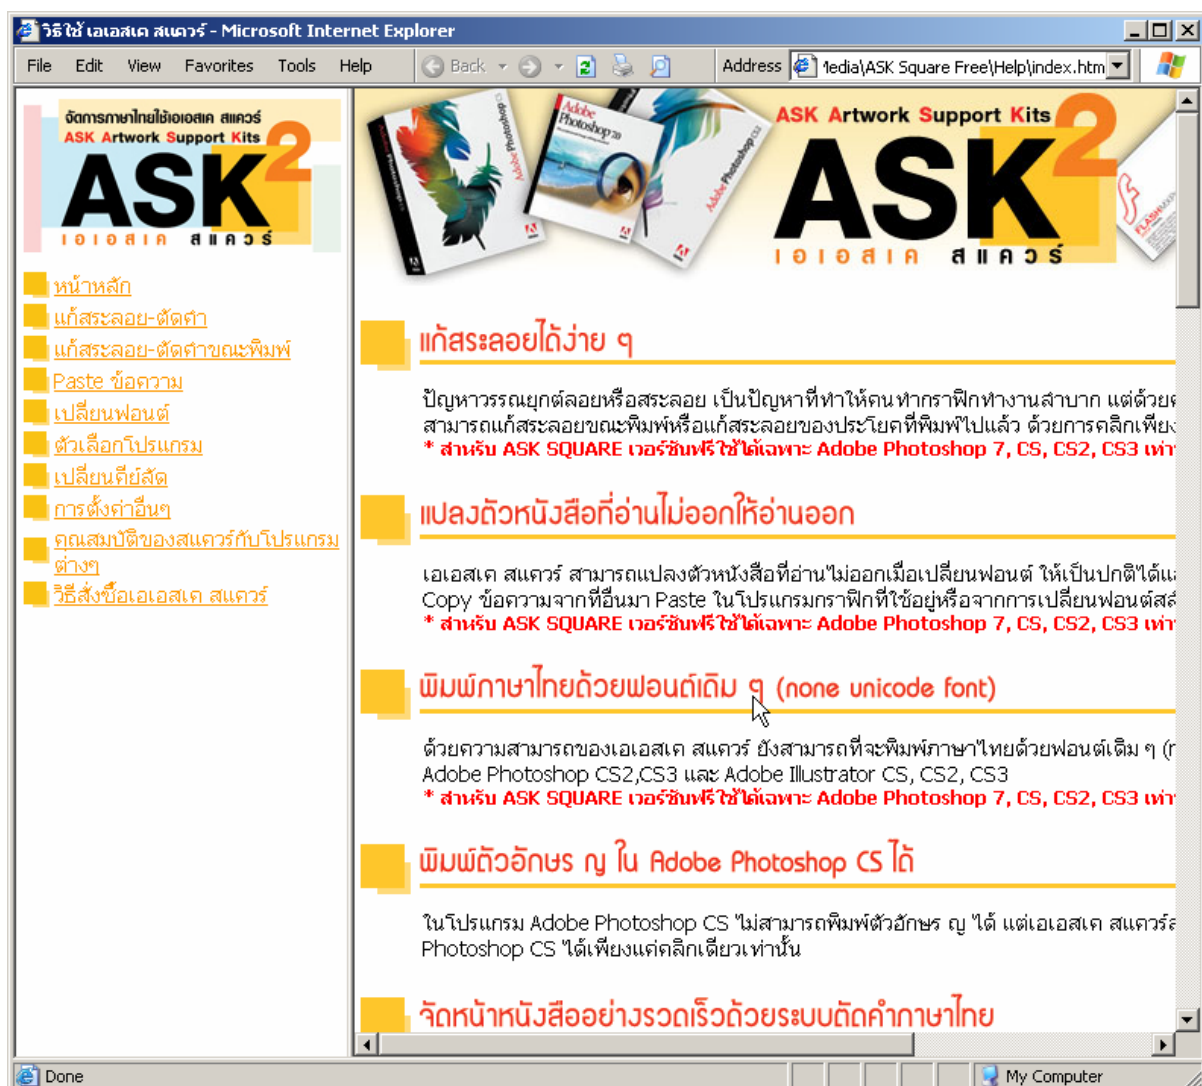 วิธีใช้ เอเอสเค สแควร์ - Microsoft Internet Explorer
File Edit View Favorites Tools Help Back Address Media\ASK Square Free\Help\index.htm
จัดการภาษาไทยใช้เอเอสเค สแควร์
ASK Artwork Support Kits
ASK 2
เอเอสเค สแควร์
หน้าหลัก
แก้สระลอย-ตัดคำ
แก้สระลอย-ตัดคำขณะพิมพ์
Paste ข้อความ
เปลี่ยนฟอนต์
ตัวเลือกโปรแกรม
เปลี่ยนคีย์ลัด
การตั้งค่าอื่นๆ
คุณสมบัติของสแควร์กับโปรแกรม
ต่างๆ
วิธีสั่งซื้อเอเอสเค สแควร์
Adobe Photoshop CS
Adobe Photoshop 7.0
Adobe Photoshop CS2
ASK Artwork Support Kits
ASK 2
เอเอสเค สแควร์
แก้สระลอยได้ง่าย ๆ
ปัญหาวรรณยุกต์ลอยหรือสระลอย เป็นปัญหาที่ทำให้คนทำกราฟิกทำงานลำบาก แต่ด้วย
สามารถแก้สระลอยขณะพิมพ์หรือแก้สระลอยของประโยคที่พิมพ์ไปแล้ว ด้วยการคลิกเพียง
* สำหรับ ASK SQUARE เวอร์ชันฟรีใช้ได้เฉพาะ Adobe Photoshop 7, CS, CS2, CS3 เท่า
แปลงตัวหนังสือที่อ่านไม่ออกให้อ่านออก
เอเอสเค สแควร์ สามารถแปลงตัวหนังสือที่อ่านไม่ออกเมื่อเปลี่ยนฟอนต์ ให้เป็นปกติได้
Copy ข้อความจากที่อื่นมา Paste ในโปรแกรมกราฟิกที่ใช้อยู่หรือจากการเปลี่ยนฟอนต์
* สำหรับ ASK SQUARE เวอร์ชันฟรีใช้ได้เฉพาะ Adobe Photoshop 7, CS, CS2, CS3 เท่า
พิมพ์ภาษาไทยด้วยฟอนต์เดิม ๆ (none unicode font)
ด้วยความสามารถของเอเอสเค สแควร์ ยังสามารถที่จะพิมพ์ภาษาไทยด้วยฟอนต์เดิม ๆ
Adobe Photoshop CS2,CS3 และ Adobe Illustrator CS, CS2, CS3
* สำหรับ ASK SQUARE เวอร์ชันฟรีใช้ได้เฉพาะ Adobe Photoshop 7, CS, CS2, CS3 เท่า
พิมพ์ตัวอักษร ญ ใน Adobe Photoshop CS ได้
ในโปรแกรม Adobe Photoshop CS ไม่สามารถพิมพ์ตัวอักษร ญ ได้ แต่เอเอสเค สแควร์
Photoshop CS ได้เพียงแค่คลิกเดียวเท่านั้น
จัดหน้าหนังสืออย่างรวดเร็วด้วยระบบตัดคำภาษาไทย
Done My Computer